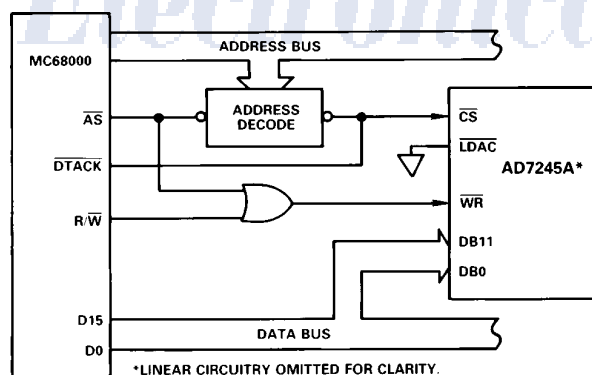 Electronico
ADDRESS BUS
MC68000
ADDRESS
DECODE
AS
CS
LDAC
DTACK
AD7245A*
R/W
WR
DB11
DB0
D15
DATA BUS
D0
*LINEAR CIRCUITRY OMITTED FOR CLARITY.